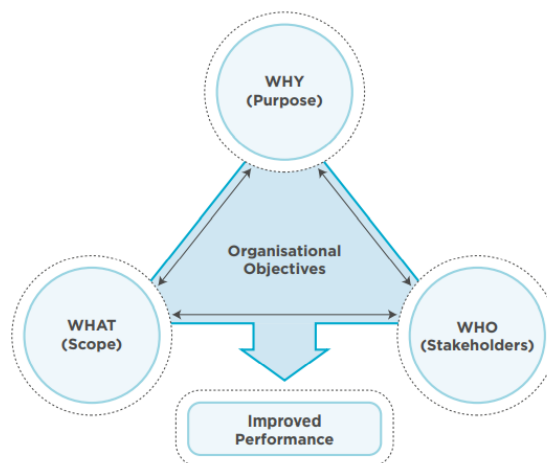 WHY
(Purpose)
Organisational
Objectives
WHAT
(Scope)
WHO
(Stakeholders)
Improved
Performance